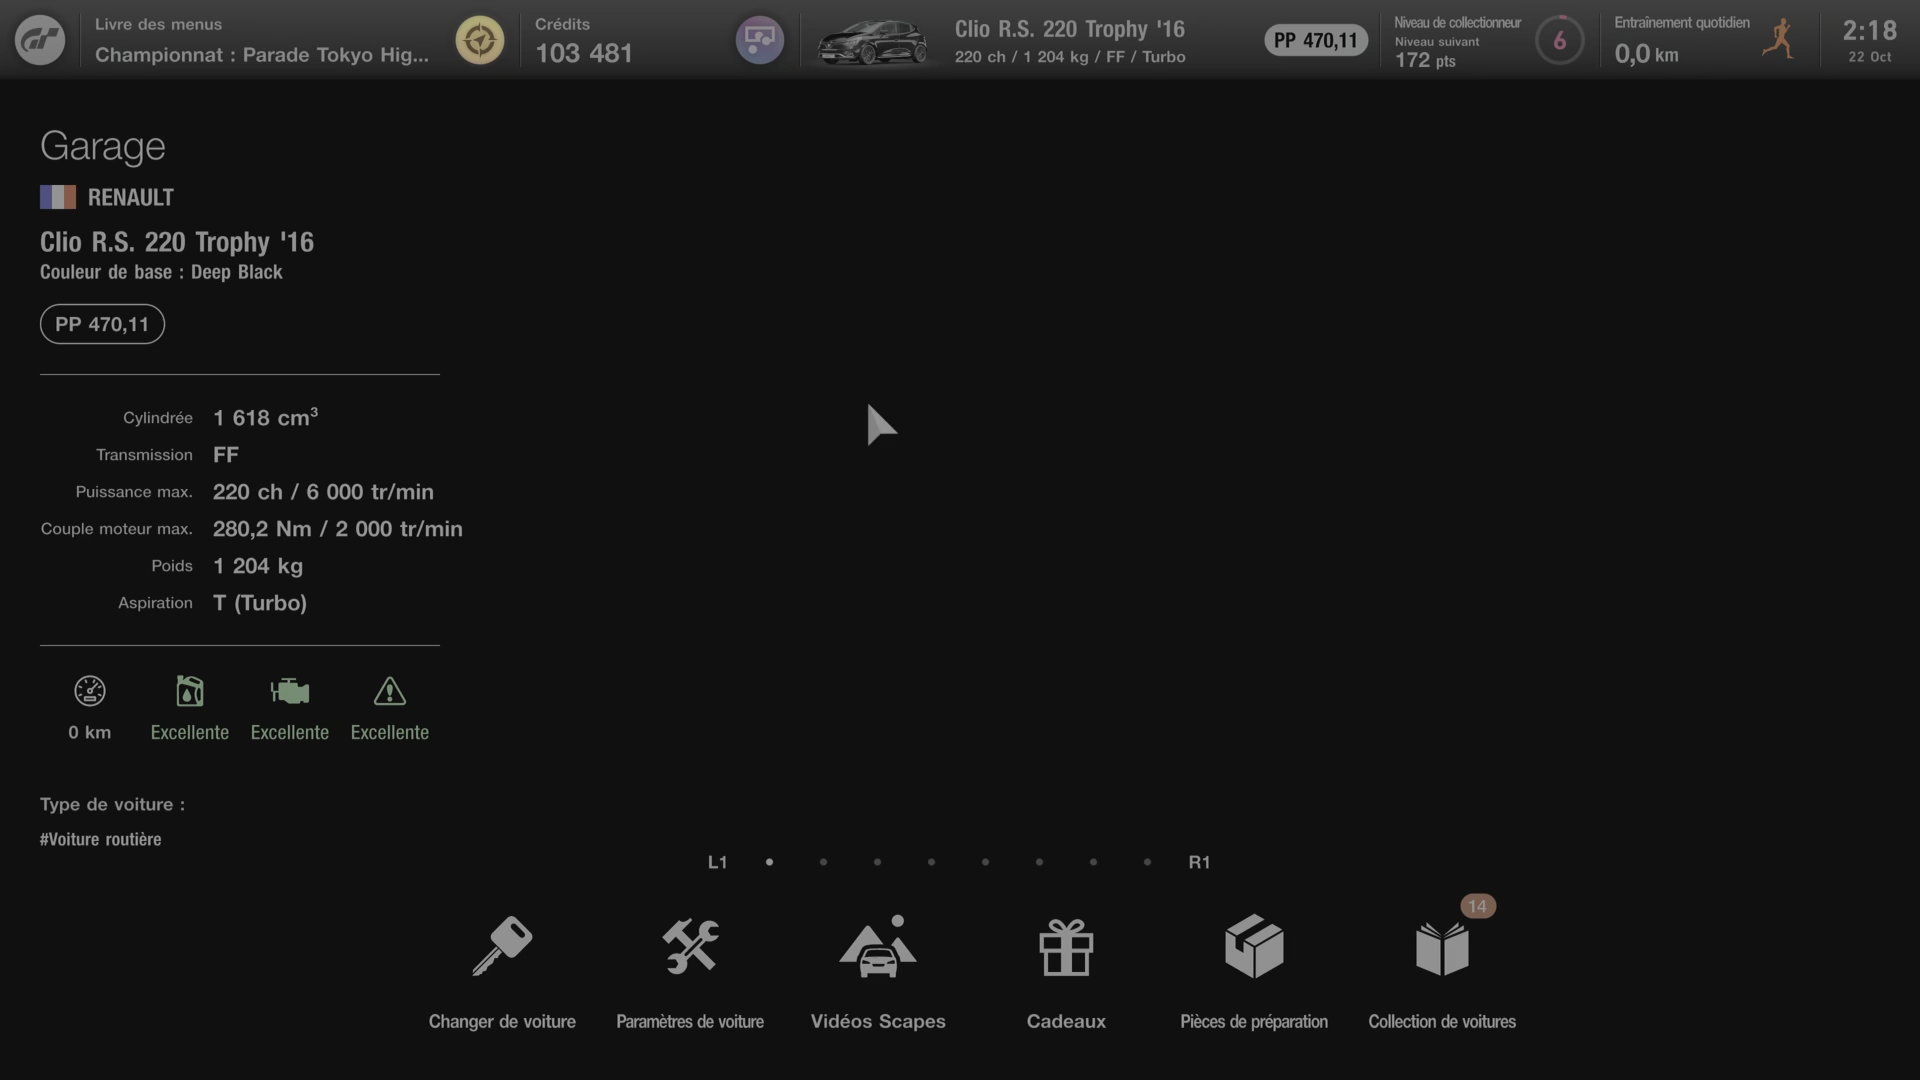 Livre des menus
Championnat : Parade Tokyo Hig...
Crédits
103 481
Clio R.S. 220 Trophy '16
220 ch / 1 204 kg / FF / Turbo
PP 470,11
Niveau de collectionneur
Niveau suivant
172 pts
6
Entraînement quotidien
0,0 km
2:18
22 Oct
Garage
RENAULT
Clio R.S. 220 Trophy '16
Couleur de base : Deep Black
PP 470,11
Cylindrée 1 618 cm³
Transmission FF
Puissance max. 220 ch / 6 000 tr/min
Couple moteur max. 280,2 Nm / 2 000 tr/min
Poids 1 204 kg
Aspiration T (Turbo)
0 km Excellente Excellente Excellente
Type de voiture :
#Voiture routière
L1 R1
14
Changer de voiture Paramètres de voiture Vidéos Scapes Cadeaux Pièces de préparation Collection de voitures